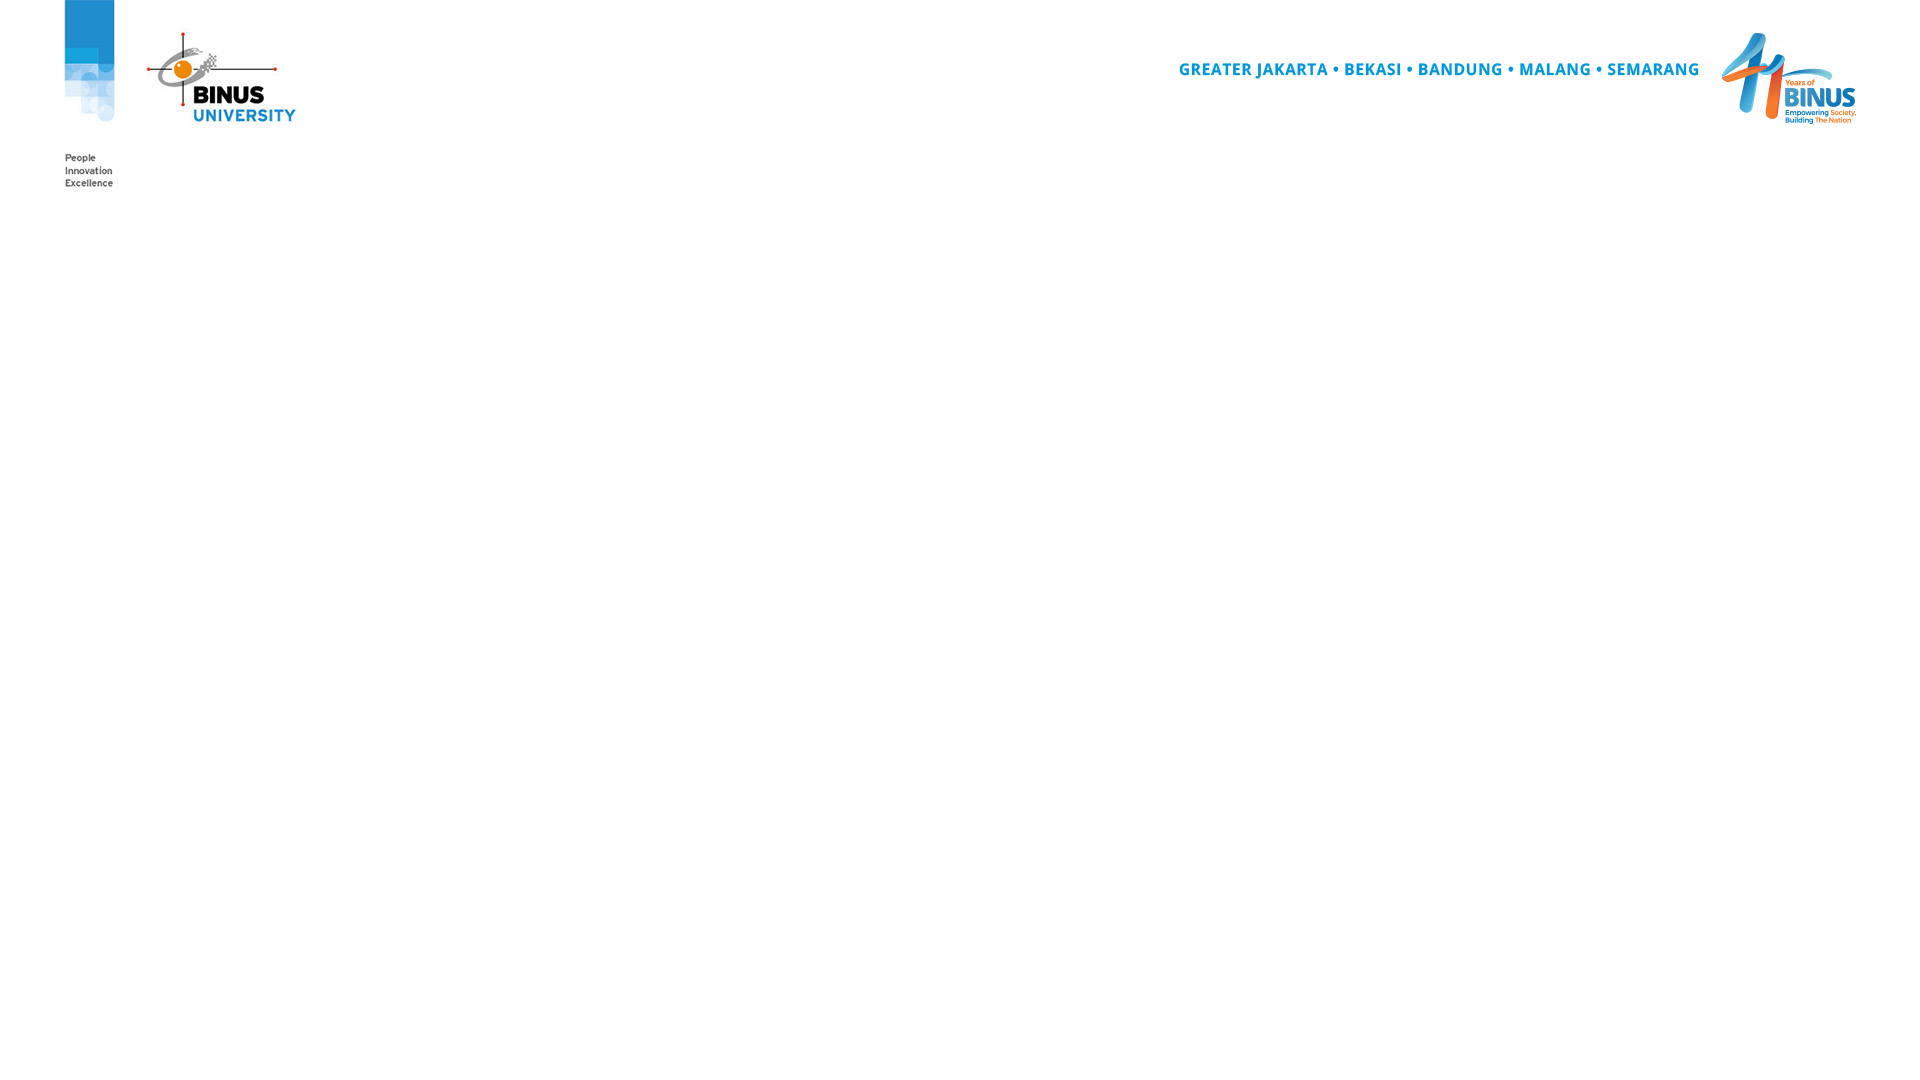 BINUS
UNIVERSITY
GREATER JAKARTA • BEKASI • BANDUNG • MALANG • SEMARANG
41
Years of
BINUS
Empowering Society,
Building The Nation
People
Innovation
Excellence